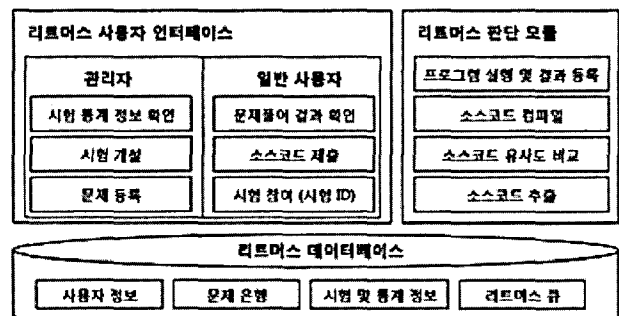 리트머스 사용자 인터페이스
관리자
시험 통계 정보 확인
시험 개설
문제 등록
일반 사용자
문제풀이 결과 확인
소스코드 제출
시험 참여 (시험 ID)
리트머스 판단 모듈
프로그램 실행 및 결과 등록
소스코드 컴파일
소스코드 유사도 비교
소스코드 추출
리트머스 데이터베이스
사용자 정보
문제 은행
시험 및 통계 정보
리트머스 큐